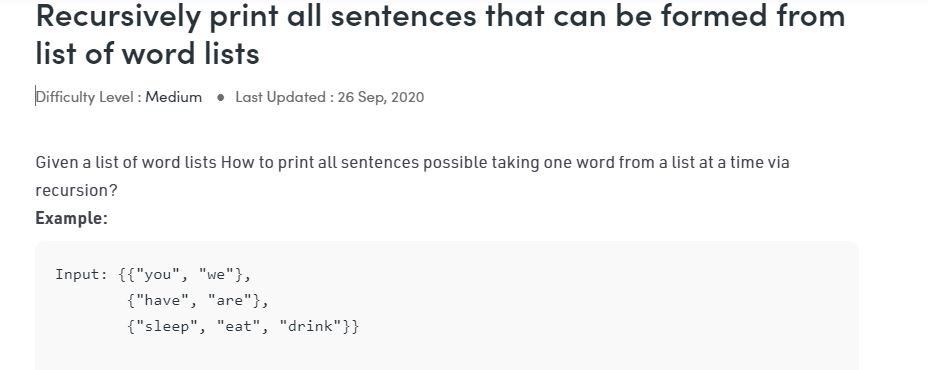 Recursively print all sentences that can be formed from
list of word lists
Difficulty Level : Medium ● Last Updated : 26 Sep, 2020
Given a list of word lists How to print all sentences possible taking one word from a list at a time via
recursion?
Example:
Input: {{"you", "we"},
{"have", "are"},
{"sleep", "eat", "drink"}}